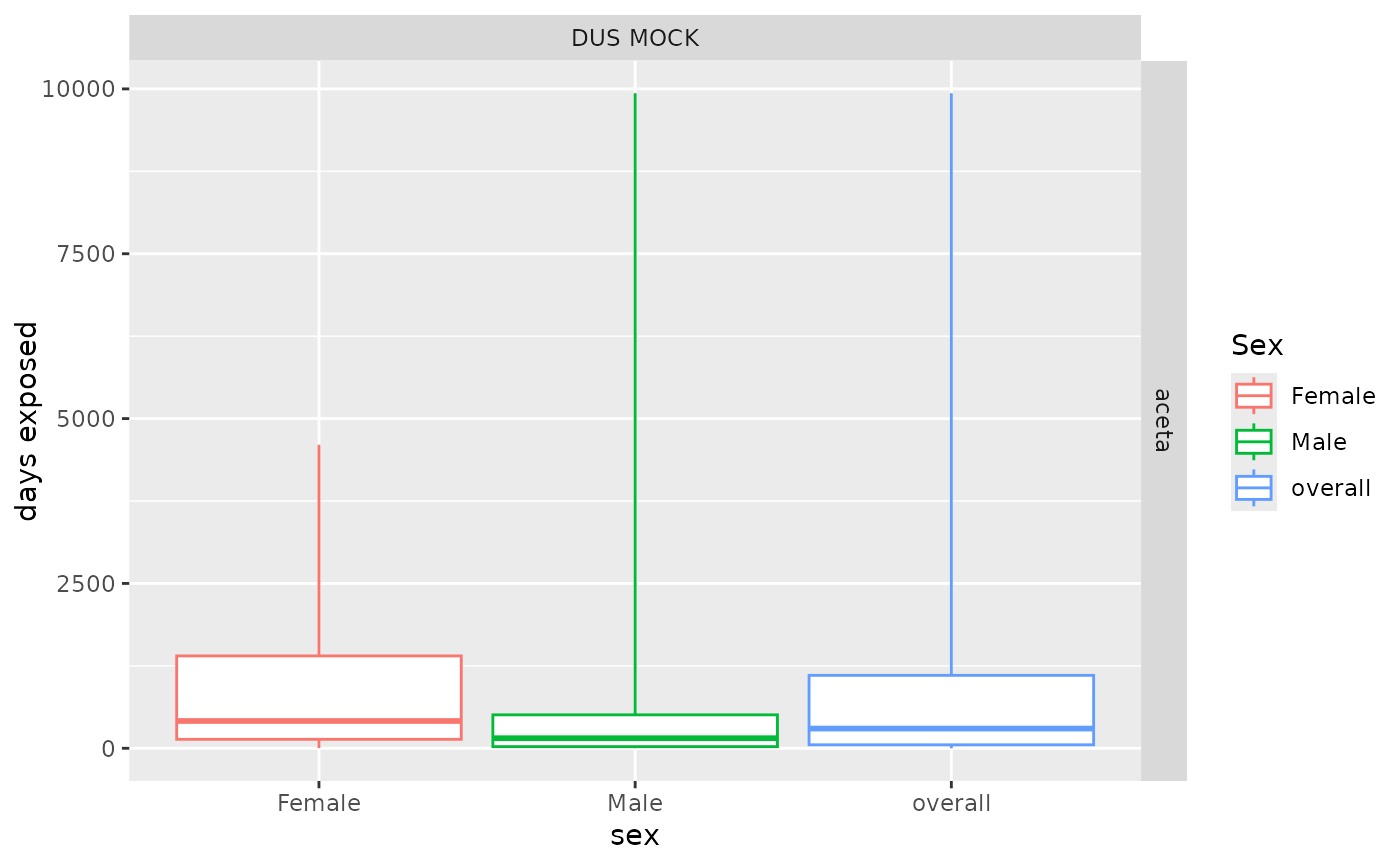 DUS MOCK
aceta
days exposed
10000
7500
5000
2500
0
Female
Male
overall
sex
Sex
Female
Male
overall